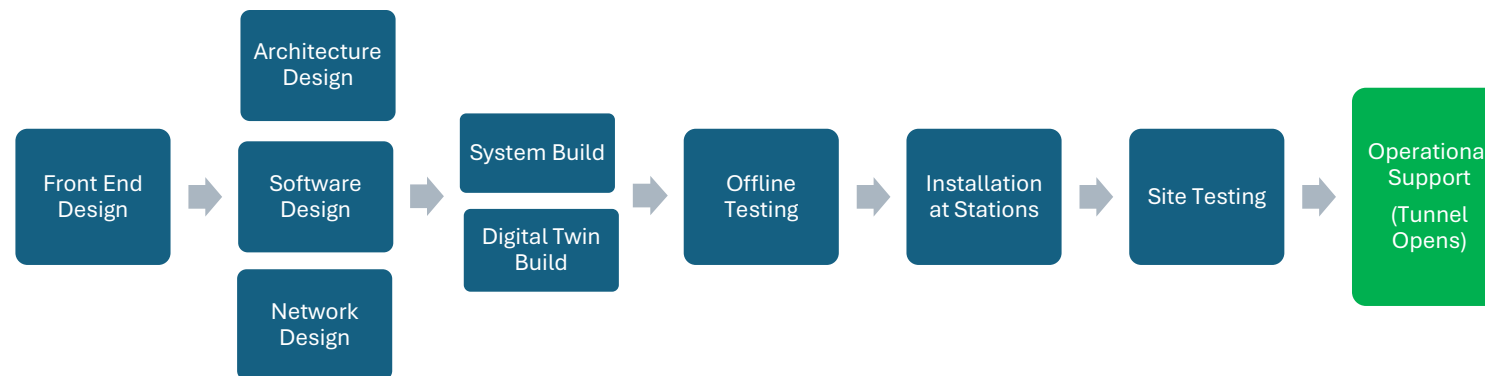 Front End
Design
Architecture
Design
Software
Design
Network
Design
System Build
Digital Twin
Build
Offline
Testing
Installation
at Stations
Site Testing
Operationa
Support
(Tunnel
Opens)